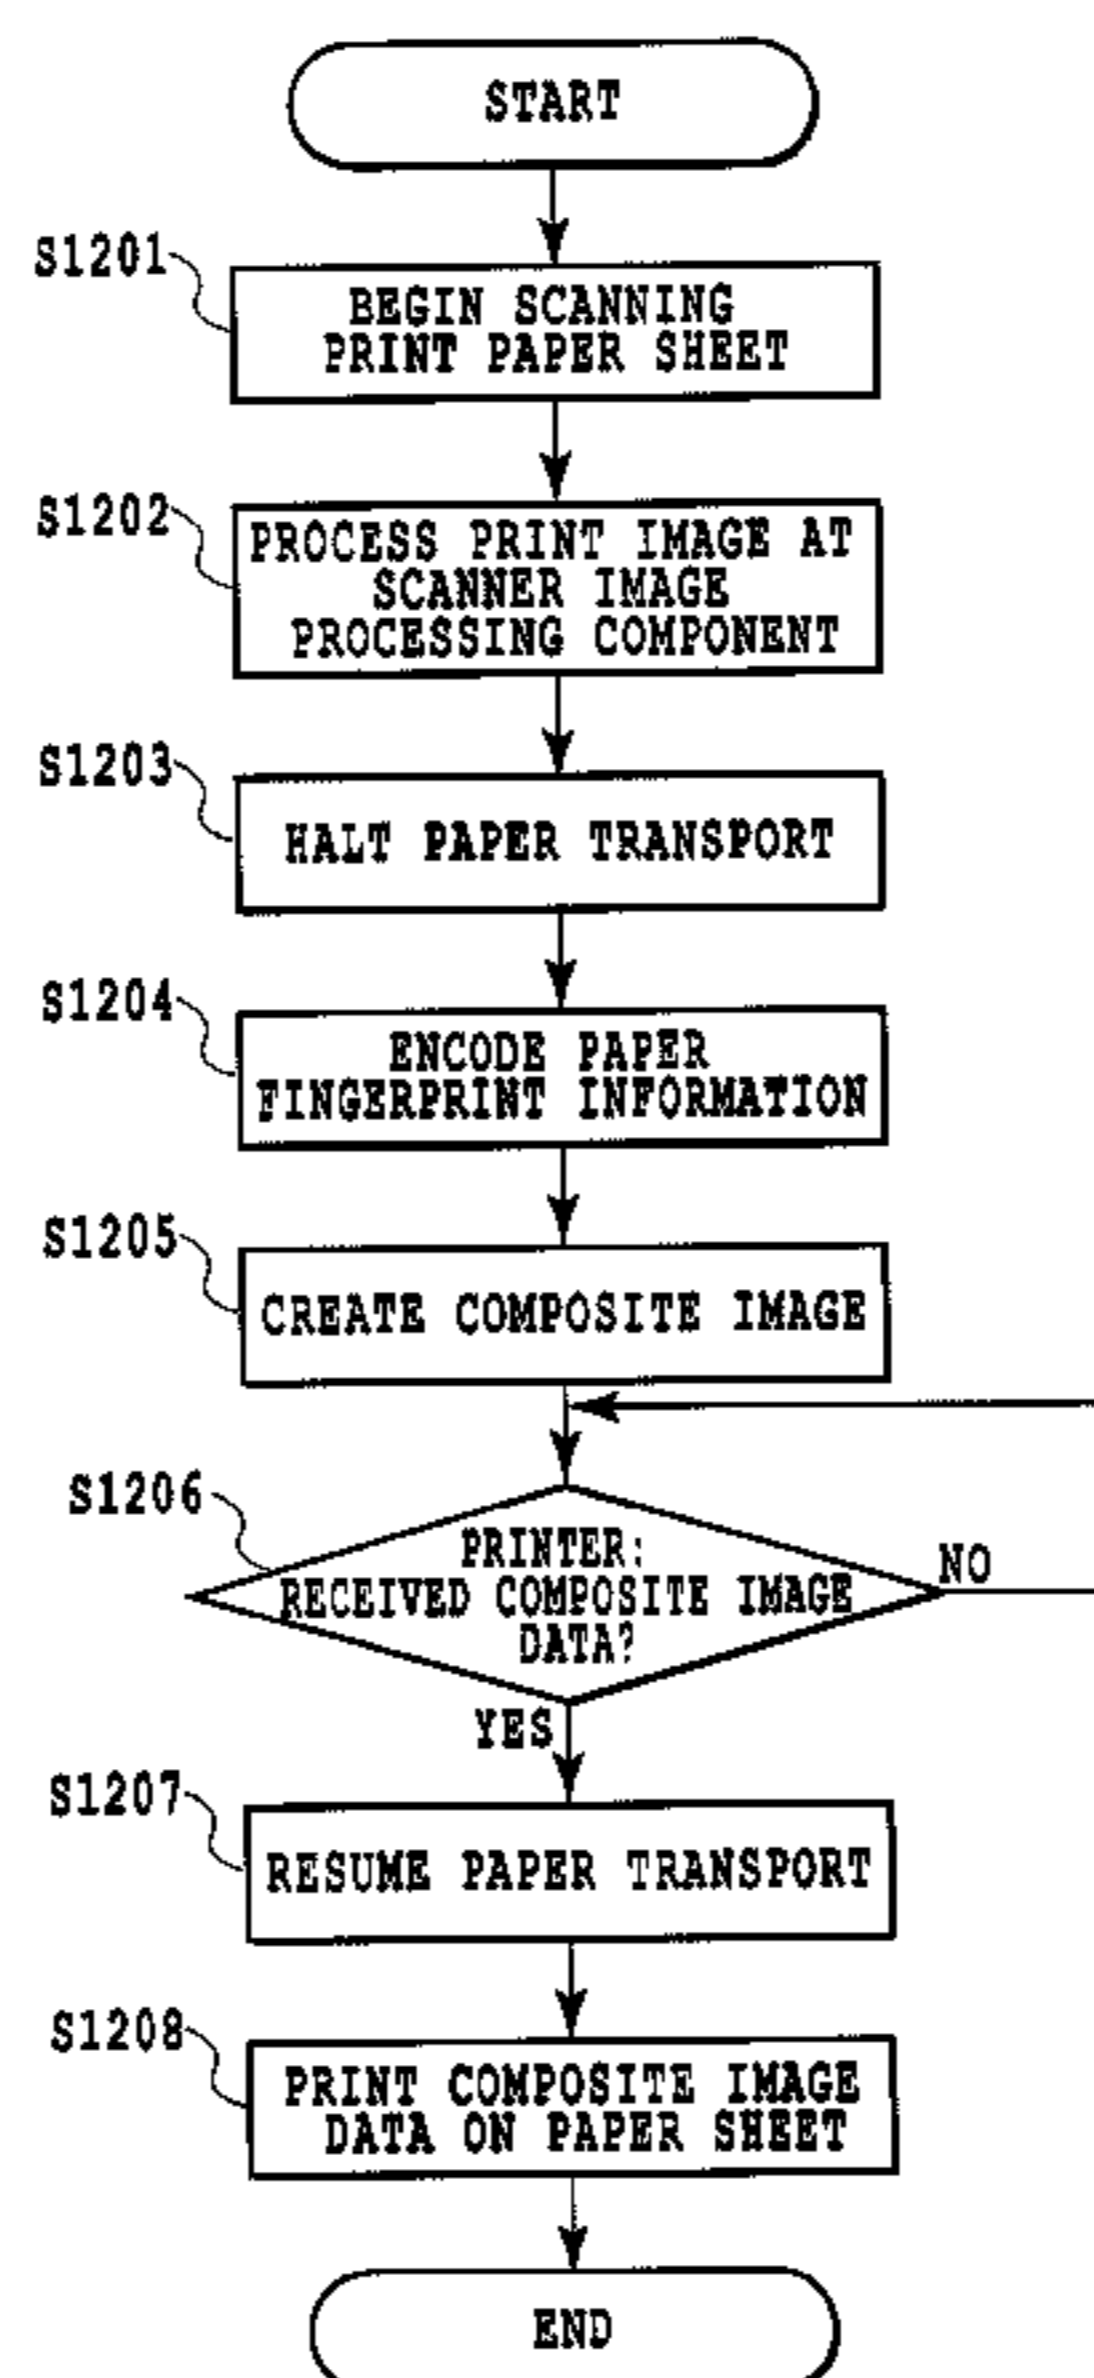 START
S1201
BEGIN SCANNING
PRINT PAPER SHEET
S1202
PROCESS PRINT IMAGE AT
SCANNER IMAGE
PROCESSING COMPONENT
S1203
HALT PAPER TRANSPORT
S1204
ENCODE PAPER
FINGERPRINT INFORMATION
S1205
CREATE COMPOSITE IMAGE
S1206
PRINTER:
RECEIVED COMPOSITE IMAGE
DATA?
NO
YES
S1207
RESUME PAPER TRANSPORT
S1208
PRINT COMPOSITE IMAGE
DATA ON PAPER SHEET
END